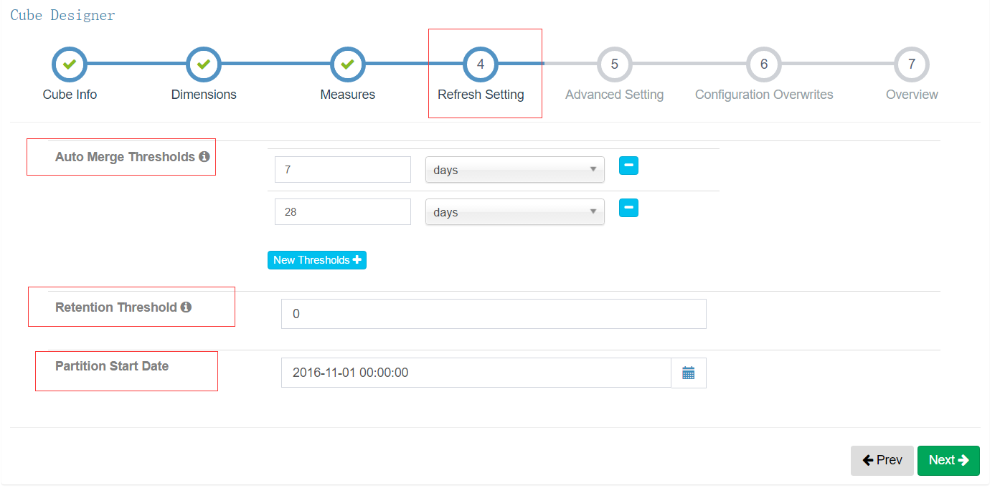 Cube Designer
4 5 6 7
Cube Info Dimensions Measures Refresh Setting Advanced Setting Configuration Overwrites Overview
Auto Merge Thresholds
7 days
28 days
New Thresholds
Retention Threshold 0
Partition Start Date 2016-11-01 00:00:00
Prev Next